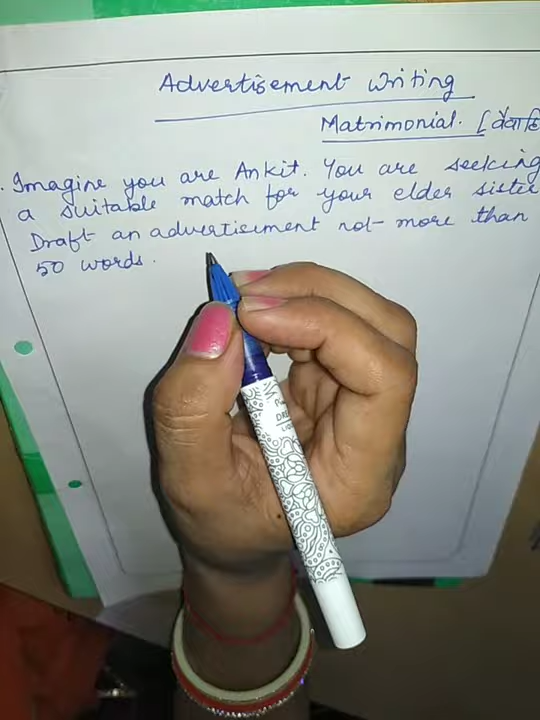 Advertisement Writing
Matrimonial.
Imagine you are Ankit. You are seeking
a suitable match for your elder sister
Draft an advertisement not more than
50 words.